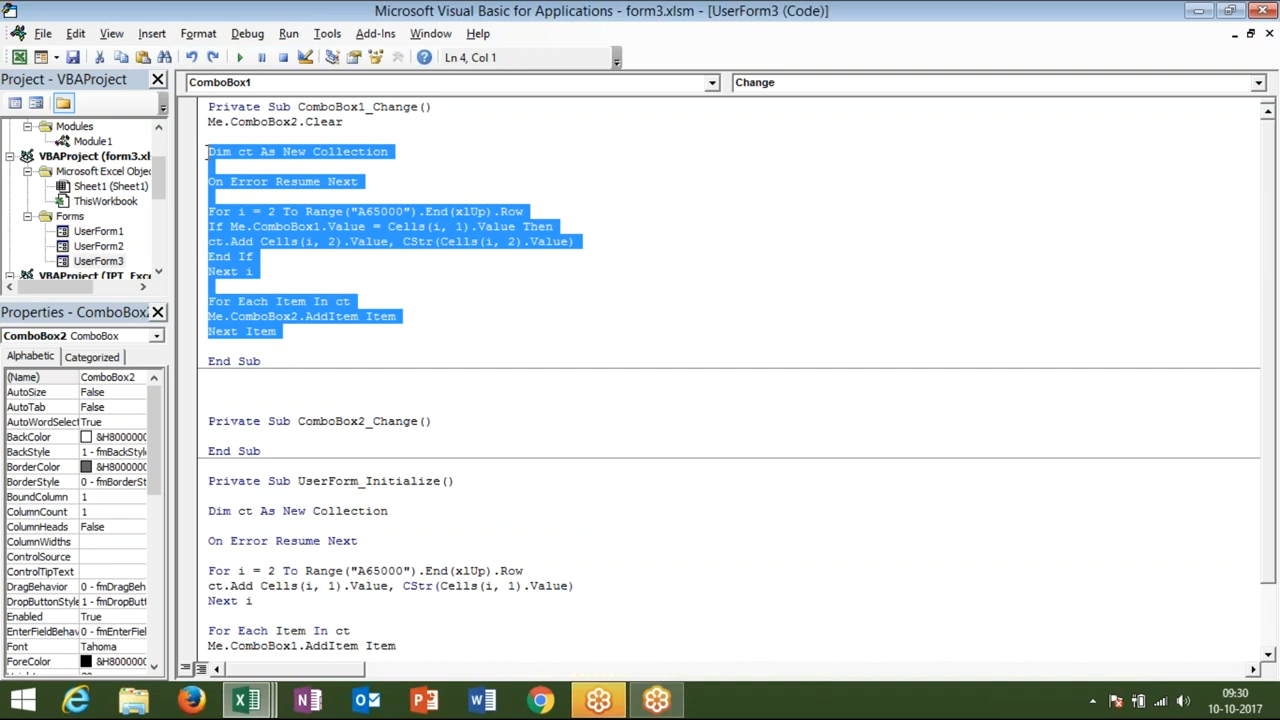 Microsoft Visual Basic for Applications - form3.xlsm - [UserForm3 (Code)]
File Edit View Insert Format Debug Run Tools Add-Ins Window Help
Ln 4, Col 1
Project - VBAProject
Modules
Module1
VBAProject (form3.xl
Microsoft Excel Objec
Sheet1 (Sheet1)
ThisWorkbook
Forms
UserForm1
UserForm2
UserForm3
VBAProject (IPT_Exce
Properties - ComboBox2
ComboBox2 ComboBox
Alphabetic Categorized
(Name) ComboBox2
AutoSize False
AutoTab False
AutoWordSelect True
BackColor &H8000000
BackStyle 1 - fmBackStyle
BorderColor &H8000000
BorderStyle 0 - fmBorderSt
BoundColumn 1
ColumnCount 1
ColumnHeads False
ColumnWidths
ControlSource
ControlTipText
DragBehavior 0 - fmDragBeh
DropButtonStyle 1 - fmDropButt
Enabled True
EnterFieldBehav 0 - fmEnterFiel
Font Tahoma
ForeColor &H8000000
ComboBox1 Change
Private Sub ComboBox1_Change()
Me.ComboBox2.Clear
Dim ct As New Collection
On Error Resume Next
For i = 2 To Range("A65000").End(xlUp).Row
If Me.ComboBox1.Value = Cells(i, 1).Value Then
ct.Add Cells(i, 2).Value, CStr(Cells(i, 2).Value)
End If
Next i
For Each Item In ct
Me.ComboBox2.AddItem Item
Next Item
End Sub
Private Sub ComboBox2_Change()
End Sub
Private Sub UserForm_Initialize()
Dim ct As New Collection
On Error Resume Next
For i = 2 To Range("A65000").End(xlUp).Row
ct.Add Cells(i, 1).Value, CStr(Cells(i, 1).Value)
Next i
For Each Item In ct
Me.ComboBox1.AddItem Item
09:30
10-10-2017